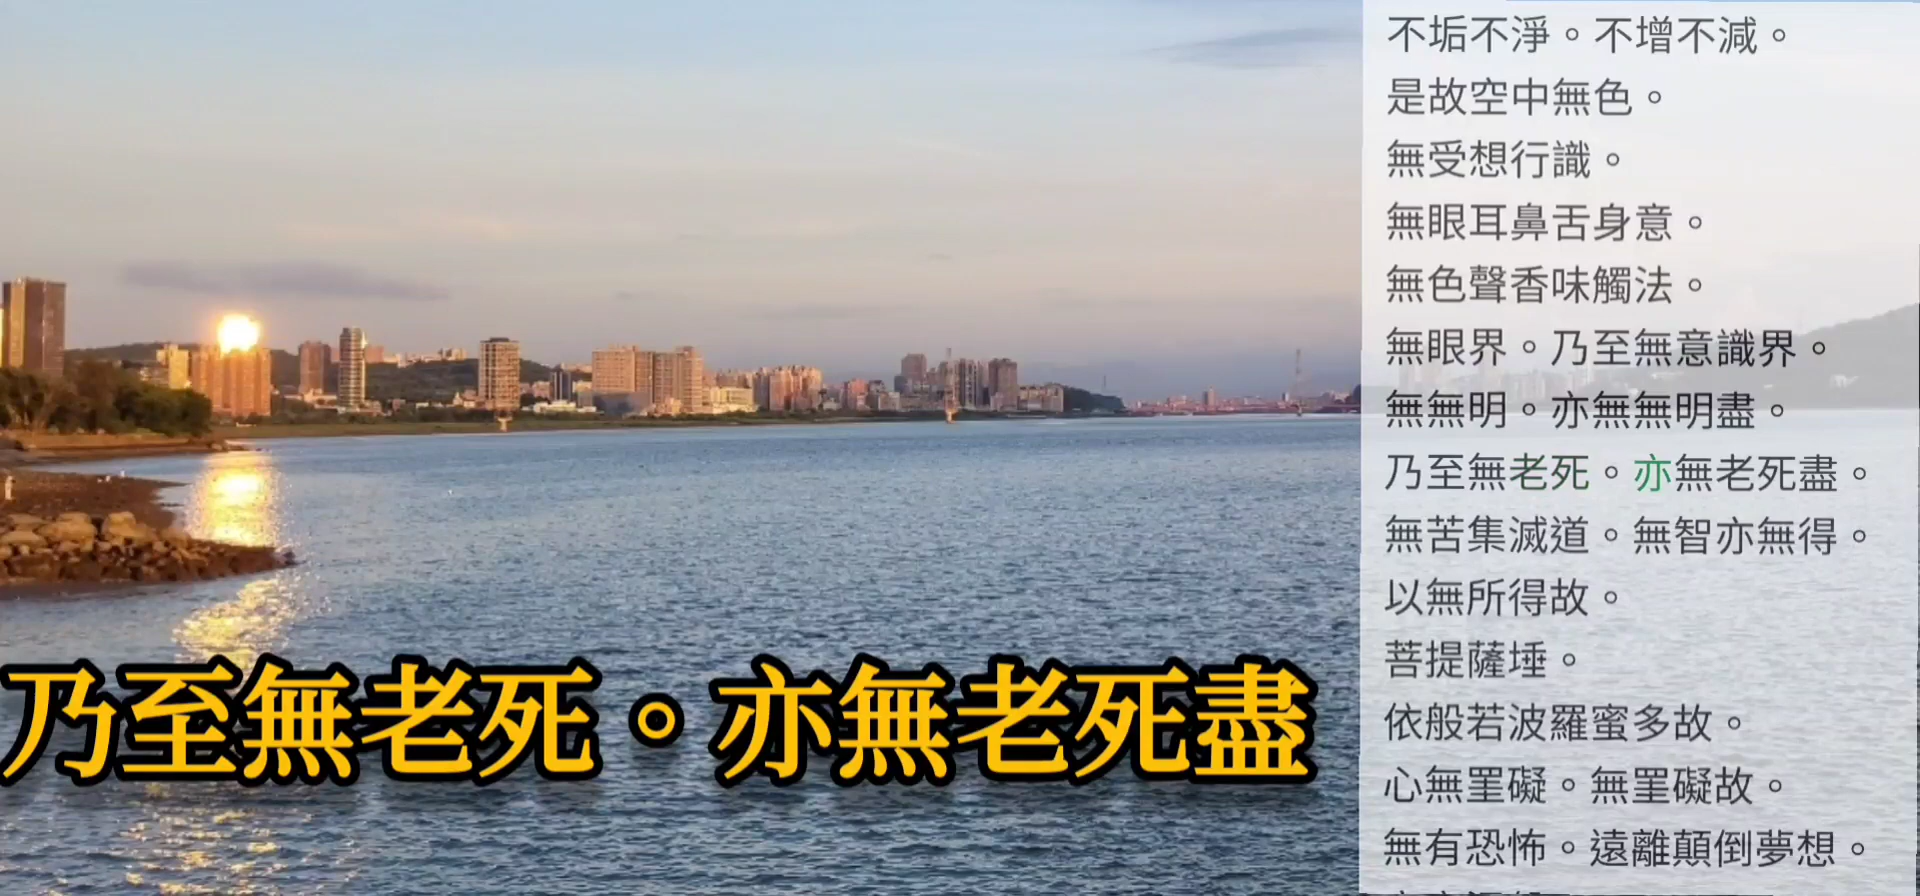 不垢不淨。不增不減。
是故空中無色。
無受想行識。
無眼耳鼻舌身意。
無色聲香味觸法。
無眼界。乃至無意識界。
無無明。亦無無明盡。
乃至無老死。亦無老死盡。
無苦集滅道。無智亦無得。
以無所得故。
菩提薩埵。
依般若波羅蜜多故。
心無罣礙。無罣礙故。
無有恐怖。遠離顛倒夢想。
乃至無老死。亦無老死盡